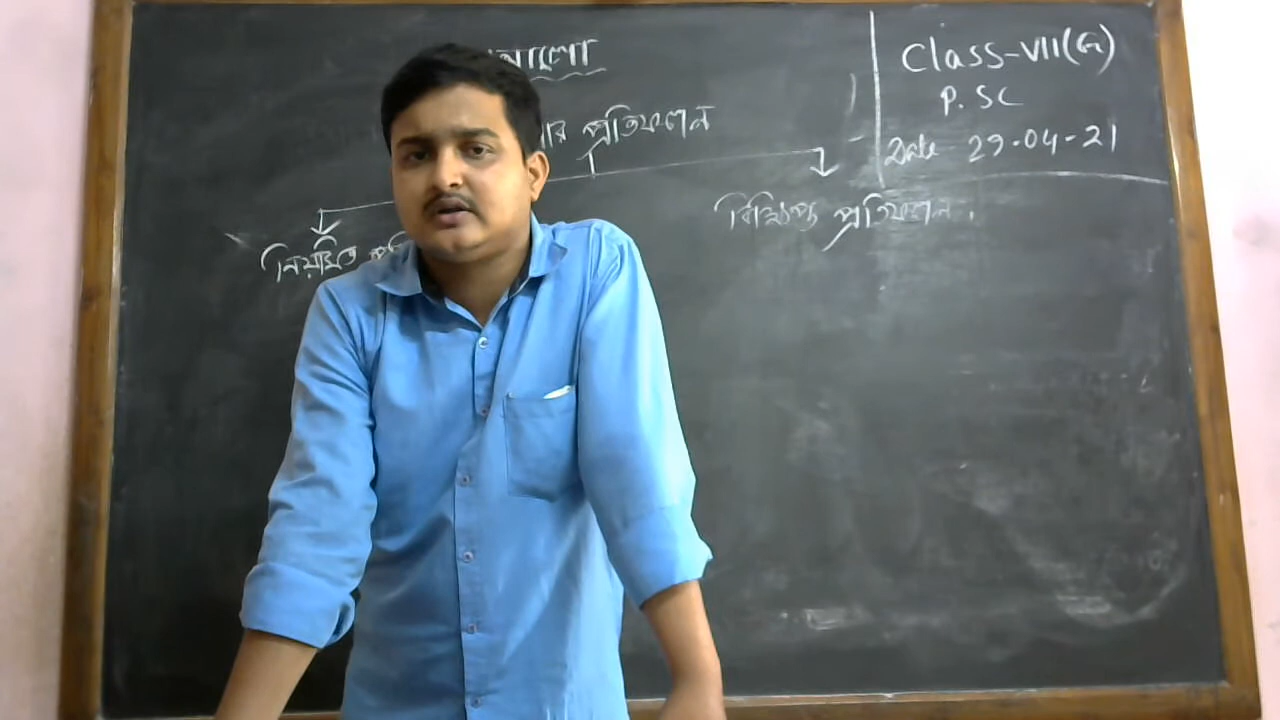 আলো
প্রতিফলন
নিয়মিত
বিক্ষিপ্ত প্রতিফলন.
Class-VII(G)
P. SC
Date 29-04-21